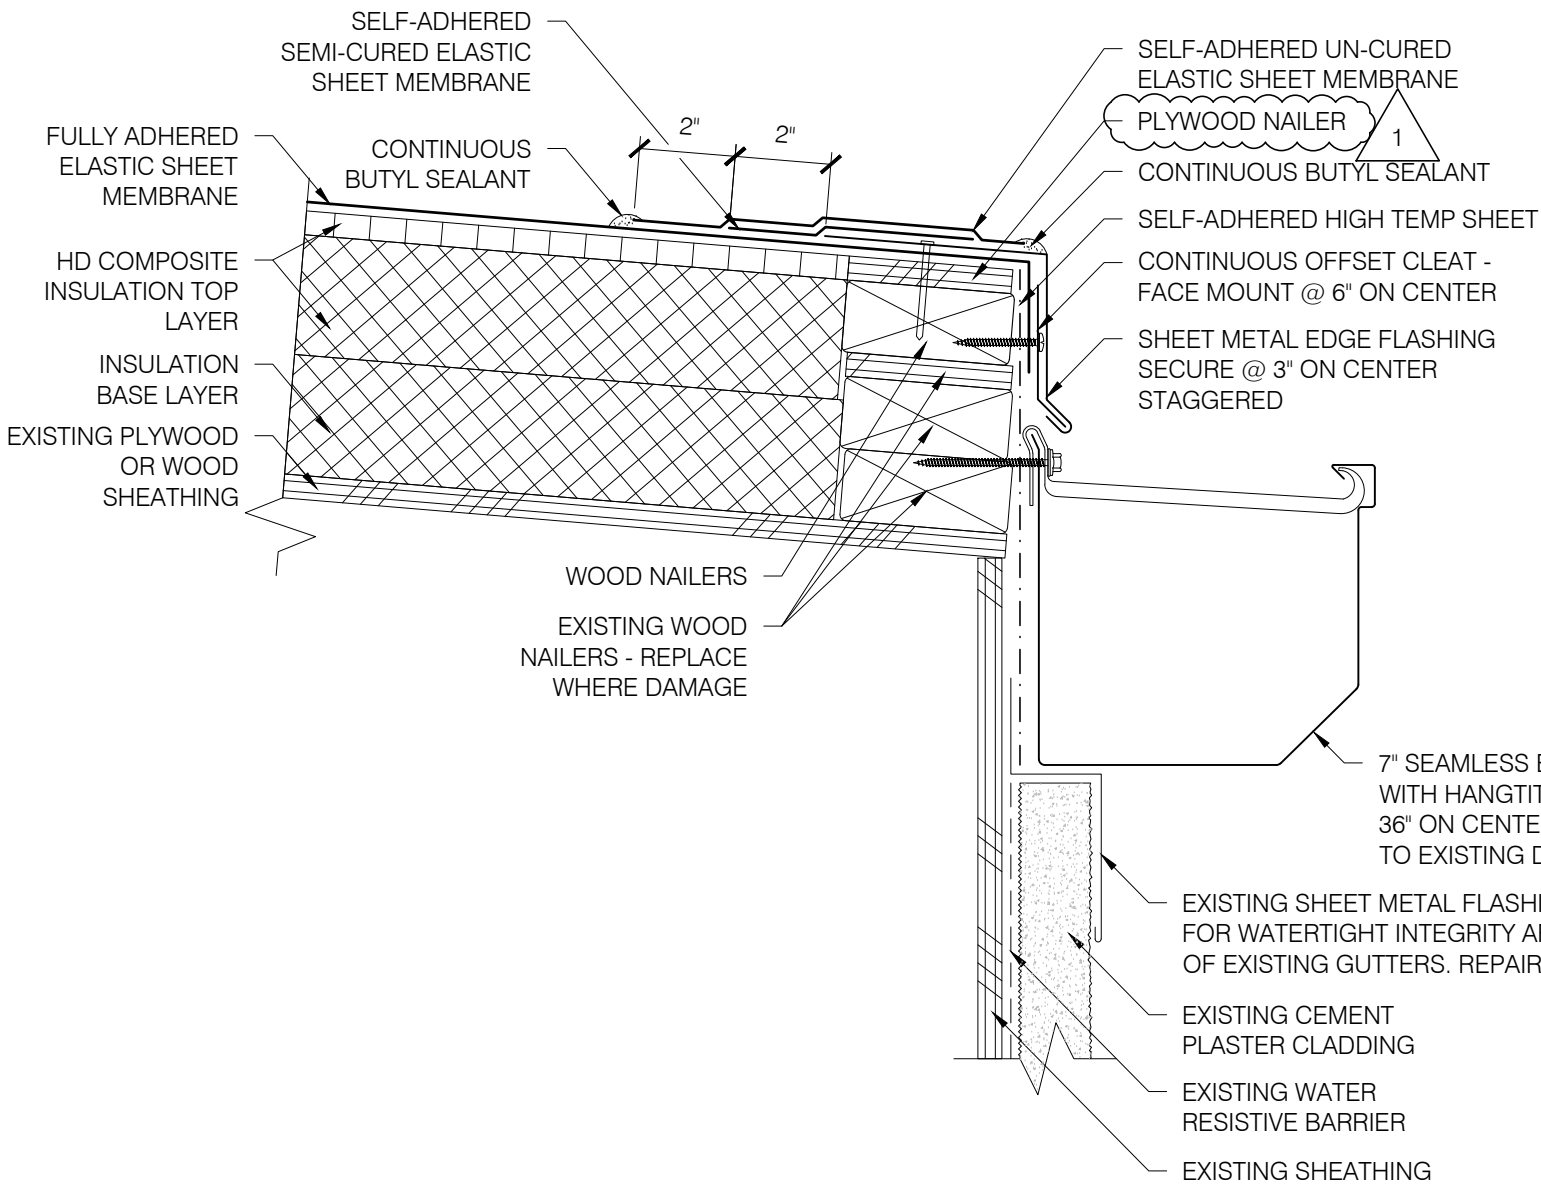 SELF-ADHERED
SEMI-CURED ELASTIC
SHEET MEMBRANE
FULLY ADHERED
ELASTIC SHEET
MEMBRANE
CONTINUOUS
BUTYL SEALANT
2"
2"
HD COMPOSITE
INSULATION TOP
LAYER
INSULATION
BASE LAYER
EXISTING PLYWOOD
OR WOOD
SHEATHING
WOOD NAILERS
EXISTING WOOD
NAILERS - REPLACE
WHERE DAMAGE
SELF-ADHERED UN-CURED
ELASTIC SHEET MEMBRANE
PLYWOOD NAILER
1
CONTINUOUS BUTYL SEALANT
SELF-ADHERED HIGH TEMP SHEET
CONTINUOUS OFFSET CLEAT -
FACE MOUNT @ 6" ON CENTER
SHEET METAL EDGE FLASHING
SECURE @ 3" ON CENTER
STAGGERED
7" SEAMLESS
WITH
36" ON
TO EXISTING
EXISTING SHEET METAL
FOR WATERTIGHT INTEGRITY
OF EXISTING GUTTERS. REPAIR
EXISTING CEMENT
PLASTER CLADDING
EXISTING WATER
RESISTIVE BARRIER
EXISTING SHEATHING